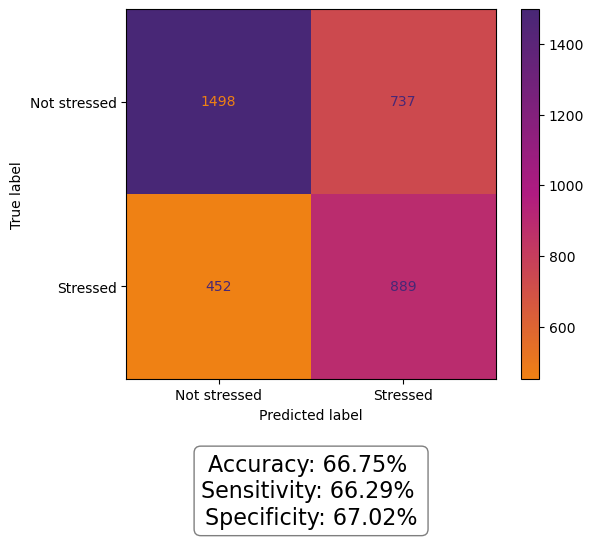 Not stressed
1498
737
Stressed
452
889
True label
Not stressed
Stressed
Predicted label
1400
1200
1000
800
600
Accuracy: 66.75%
Sensitivity: 66.29%
Specificity: 67.02%